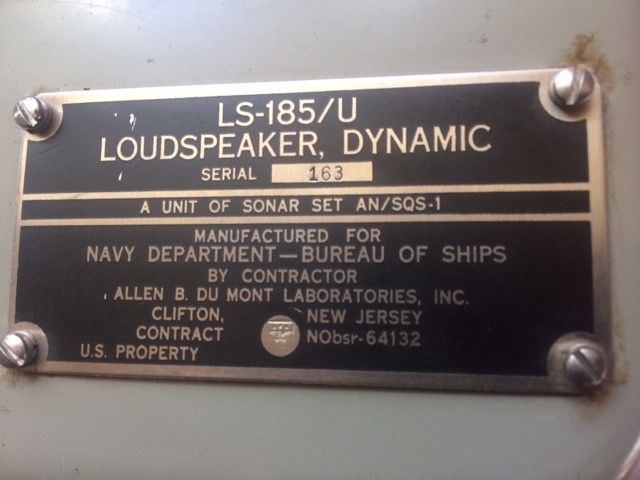 LS-185/U
LOUDSPEAKER, DYNAMIC
SERIAL 163
A UNIT OF SONAR SET AN/SQS-1
MANUFACTURED FOR
NAVY DEPARTMENT—BUREAU OF SHIPS
BY CONTRACTOR
ALLEN B. DU MONT LABORATORIES, INC.
CLIFTON, NEW JERSEY
CONTRACT NObsr-64132
U.S. PROPERTY